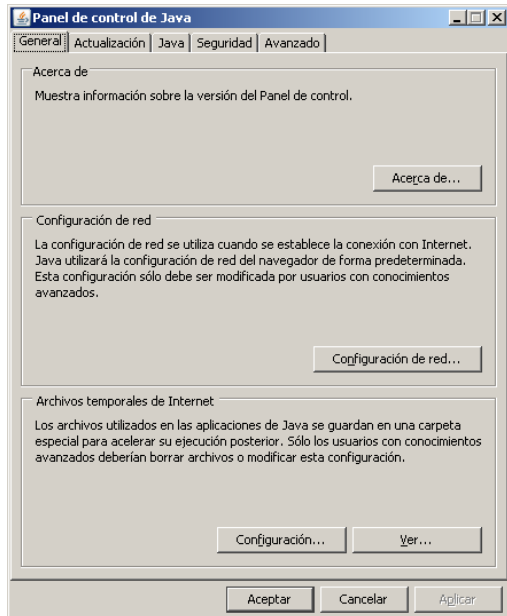 Panel de control de Java
General Actualización Java Seguridad Avanzado
Acerca de
Muestra información sobre la versión del Panel de control.
Acerca de...
Configuración de red
La configuración de red se utiliza cuando se establece la conexión con Internet.
Java utilizará la configuración de red del navegador de forma predeterminada.
Esta configuración sólo debe ser modificada por usuarios con conocimientos
avanzados.
Configuración de red...
Archivos temporales de Internet
Los archivos utilizados en las aplicaciones de Java se guardan en una carpeta
especial para acelerar su ejecución posterior. Sólo los usuarios con conocimientos
avanzados deberían borrar archivos o modificar esta configuración.
Configuración... Ver...
Aceptar Cancelar Aplicar